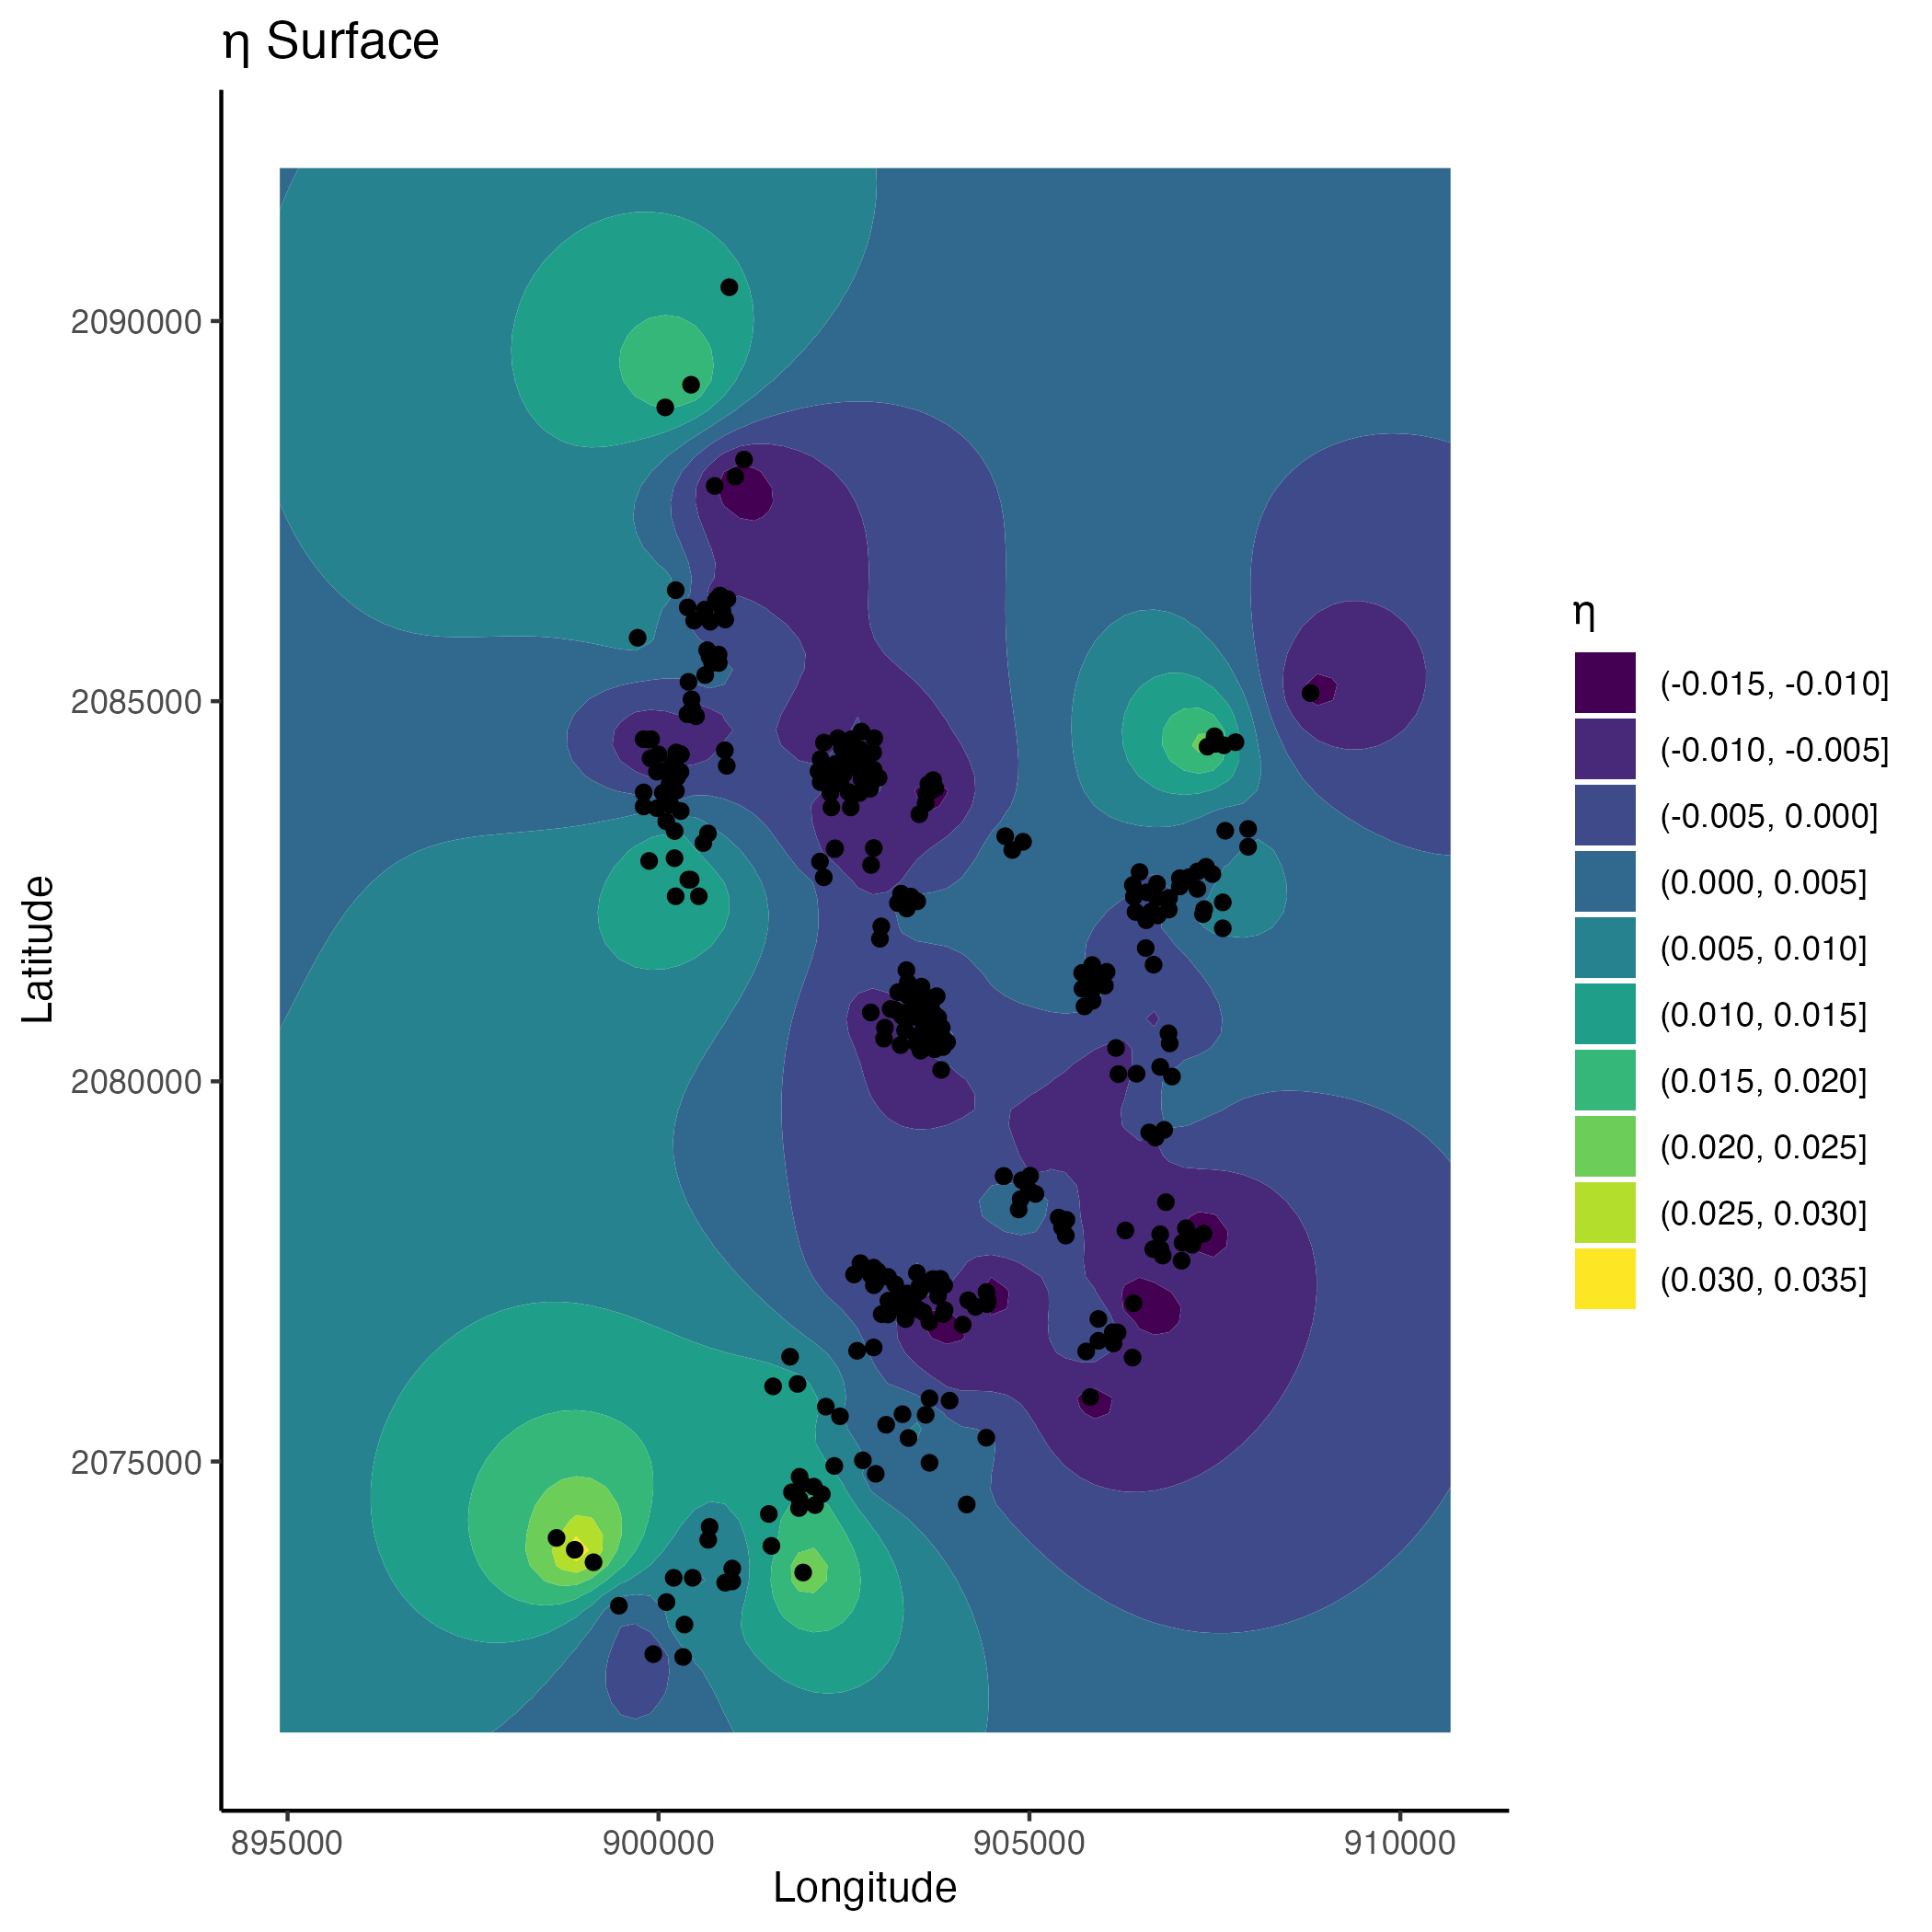 η Surface
Latitude
2090000
2085000
2080000
2075000
895000 900000 905000 910000
Longitude
η
(-0.015, -0.010]
(-0.010, -0.005]
(-0.005, 0.000]
(0.000, 0.005]
(0.005, 0.010]
(0.010, 0.015]
(0.015, 0.020]
(0.020, 0.025]
(0.025, 0.030]
(0.030, 0.035]